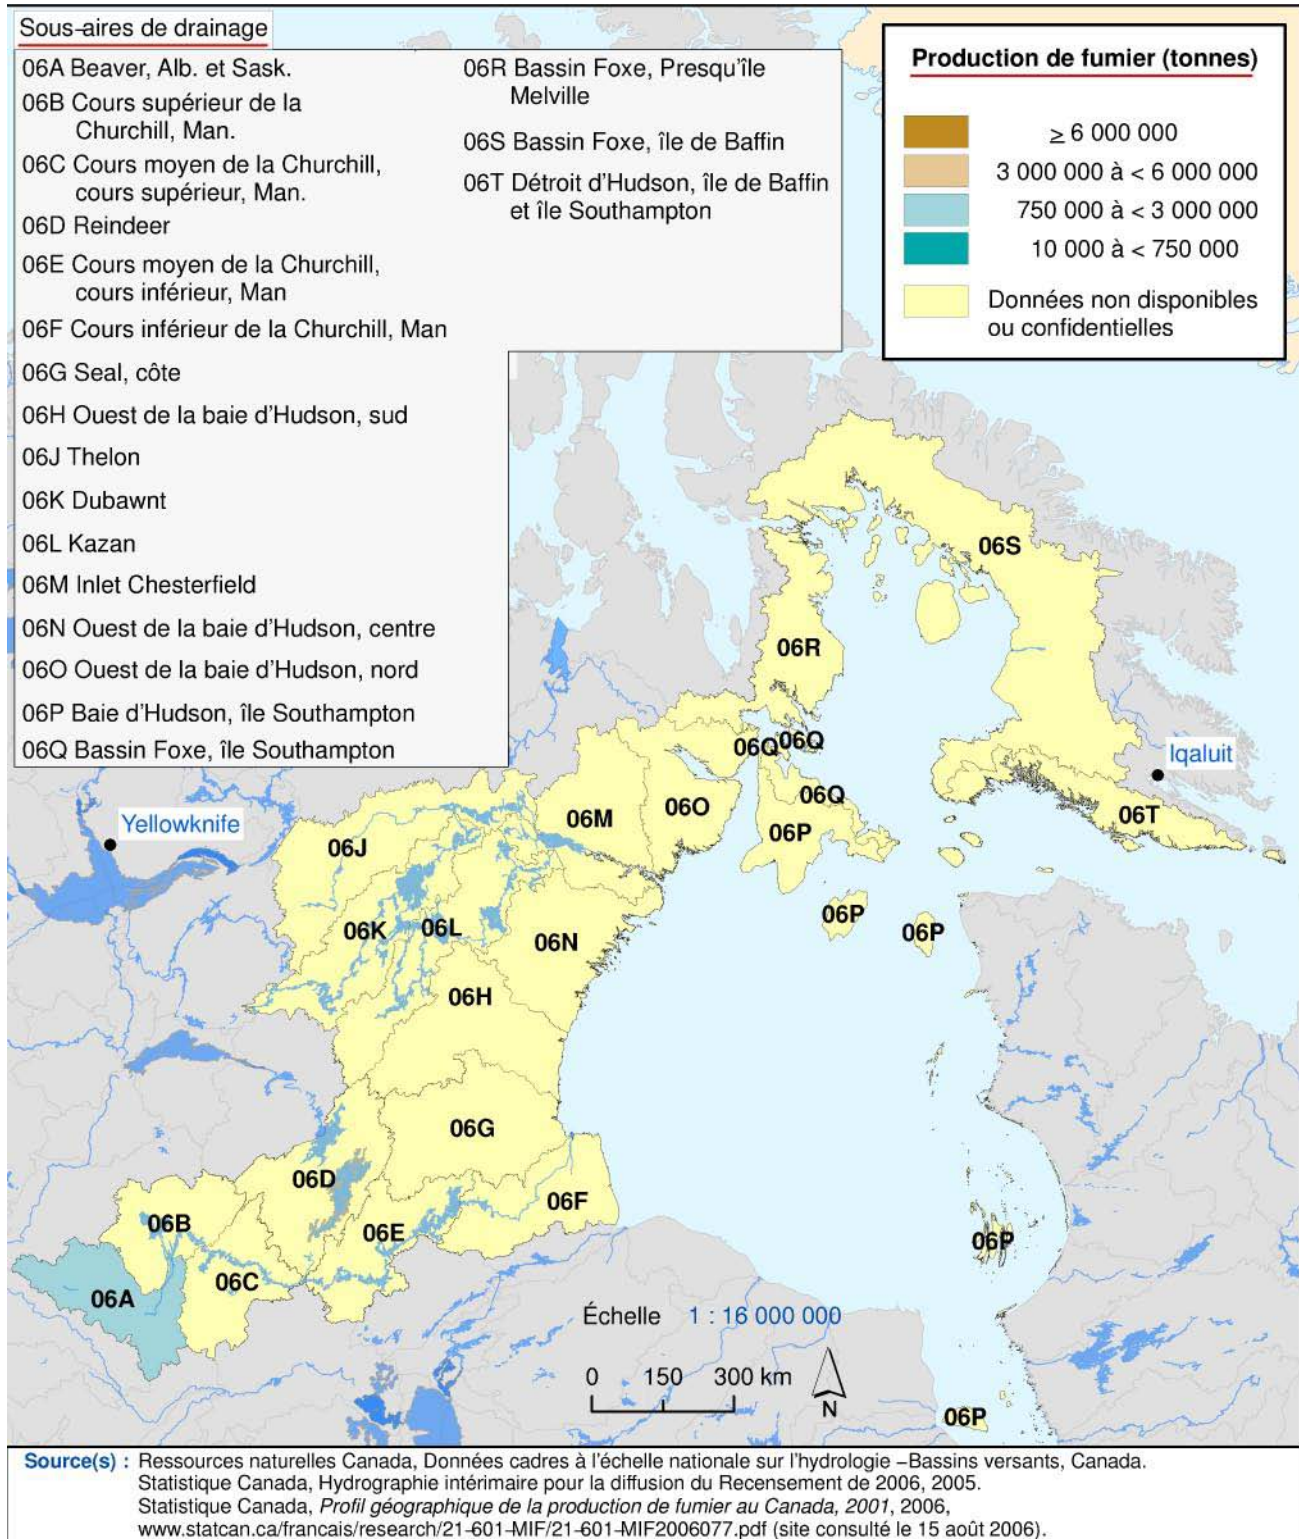 Sous-aires de drainage
06A Beaver, Alb. et Sask.
06B Cours supérieur de la
Churchill, Man.
06C Cours moyen de la Churchill,
cours supérieur, Man.
06D Reindeer
06E Cours moyen de la Churchill,
cours inférieur, Man
06F Cours inférieur de la Churchill, Man
06G Seal, côte
06H Ouest de la baie d'Hudson, sud
06J Thelon
06K Dubawnt
06L Kazan
06M Inlet Chesterfield
06N Ouest de la baie d'Hudson, centre
06O Ouest de la baie d'Hudson, nord
06P Baie d'Hudson, île Southampton
06Q Bassin Foxe, île Southampton
06R Bassin Foxe, Presqu'île
Melville
06S Bassin Foxe, île de Baffin
06T Détroit d'Hudson, île de Baffin
et île Southampton
Production de fumier (tonnes)
≥ 6 000 000
3 000 000 à < 6 000 000
750 000 à < 3 000 000
10 000 à < 750 000
Données non disponibles
ou confidentielles
06S
06R
06Q
06Q
Iqaluit
06Q
06O
06M
06P
06T
Yellowknife
06J
06P
06K
06L
06P
06N
06H
06G
06D
06F
06B
06E
06P
06C
06A
Échelle 1 : 16 000 000
0 150 300 km
N
06P
Source(s) : Ressources naturelles Canada, Données cadres à l'échelle nationale sur l'hydrologie –Bassins versants, Canada.
Statistique Canada, Hydrographie intérimaire pour la diffusion du Recensement de 2006, 2005.
Statistique Canada, Profil géographique de la production de fumier au Canada, 2001, 2006,
www.statcan.ca/francais/research/21-601-MIF/21-601-MIF2006077.pdf (site consulté le 15 août 2006).